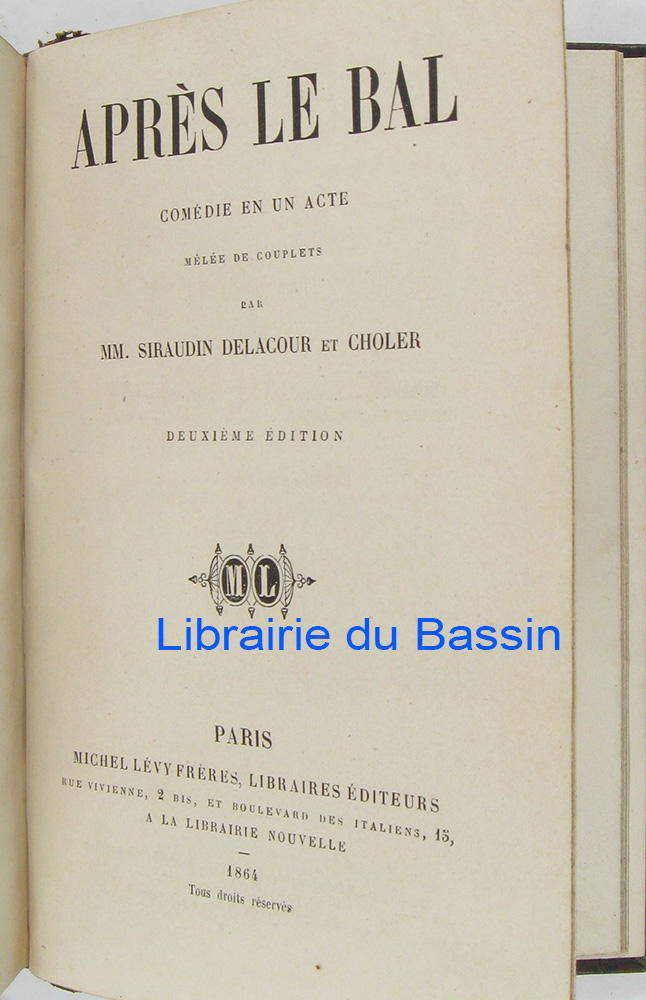 APRÈS LE BAL
COMÉDIE EN UN ACTE
MÊLÉE DE COUPLETS
PAR
MM. SIRAUDIN DELACOUR ET CHOLER
DEUXIÈME ÉDITION
M L
Librairie du Bassin
PARIS
MICHEL LÉVY FRÈRES, LIBRAIRES ÉDITEURS
RUE VIVIENNE, 2 BIS, ET BOULEVARD DES ITALIENS, 15,
A LA LIBRAIRIE NOUVELLE
1864
Tous droits réservés